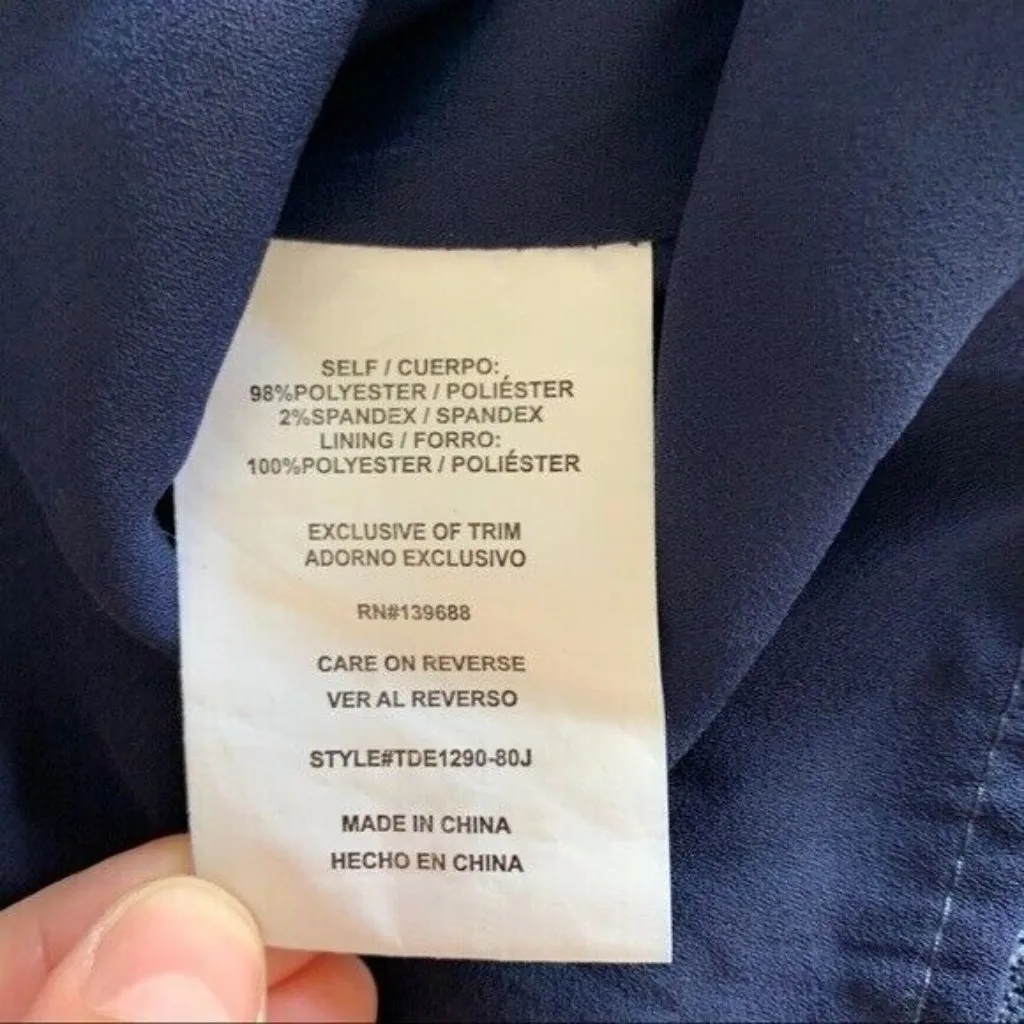 SELF / CUERPO:
98%POLYESTER / POLIÉSTER
2%SPANDEX / SPANDEX
LINING / FORRO:
100%POLYESTER / POLIÉSTER
EXCLUSIVE OF TRIM
ADORNO EXCLUSIVO
RN#139688
CARE ON REVERSE
VER AL REVERSO
STYLE#TDE1290-80J
MADE IN CHINA
HECHO EN CHINA